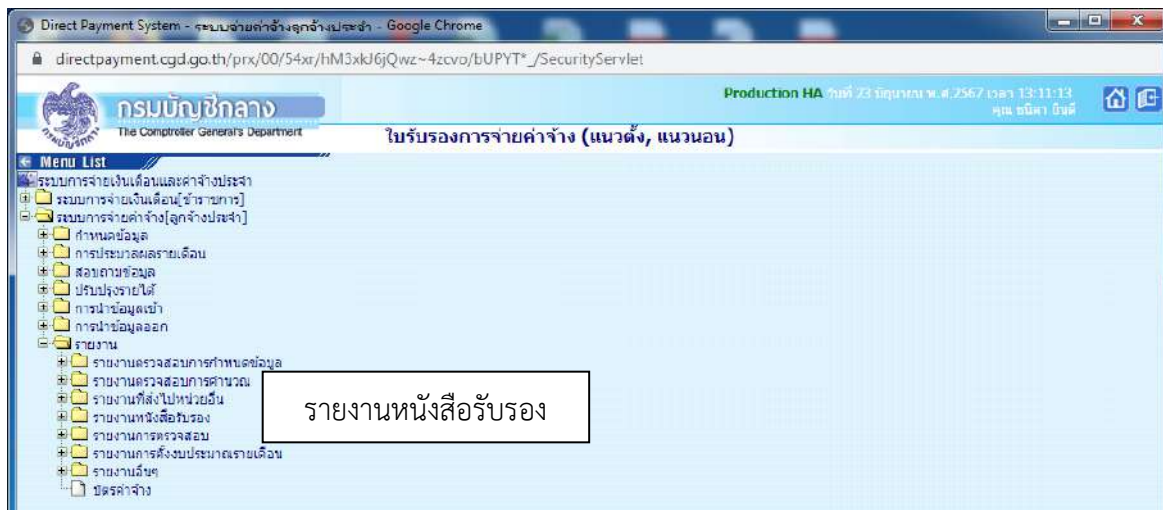 Direct Payment System - ระบบจ่ายค่าจ้างลูกจ้างประจำ - Google Chrome
directpayment.cgd.go.th/prx/00/54xr/hM3xkJ6jQwz~4zcvo/bUPYT*_/SecurityServlet
Production HA วันที่ 23 มิถุนายน พ.ศ.2567 เวลา 13:11:13
กรมบัญชีกลาง
The Comptroller General's Department
ใบรับรองการจ่ายค่าจ้าง (แนวตั้ง, แนวนอน)
Menu List
ระบบการจ่ายเงินเดือนและค่าจ้างประจำ
ระบบการจ่ายเงินเดือน[ข้าราชการ]
ระบบการจ่ายค่าจ้าง[ลูกจ้างประจำ]
กำหนดข้อมูล
การประมวลผลรายเดือน
สอบถามข้อมูล
ปรับปรุงรายได้
การนำข้อมูลเข้า
การนำข้อมูลออก
รายงาน
รายงานตรวจสอบการกำหนดข้อมูล
รายงานตรวจสอบการคำนวณ
รายงานที่ส่งไปหน่วยอื่น
รายงานหนังสือรับรอง
รายงานหนังสือรับรอง
รายงานการตรวจสอบ
รายงานการตั้งงบประมาณรายเดือน
รายงานอื่นๆ
บัตรค่าจ้าง